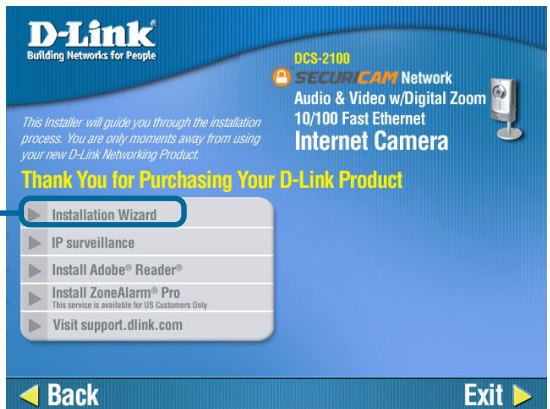 D-Link®
Building Networks for People
DCS-2100
SECURICAM Network
Audio & Video w/Digital Zoom
10/100 Fast Ethernet
Internet Camera
This Installer will guide you through the installation
process. You are only moments away from using
your new D-Link Networking Product.
Thank You for Purchasing Your D-Link Product
Installation Wizard
IP surveillance
Install Adobe® Reader®
Install ZoneAlarm® Pro
This service is available for US Customers Only
Visit support.dlink.com
Back
Exit